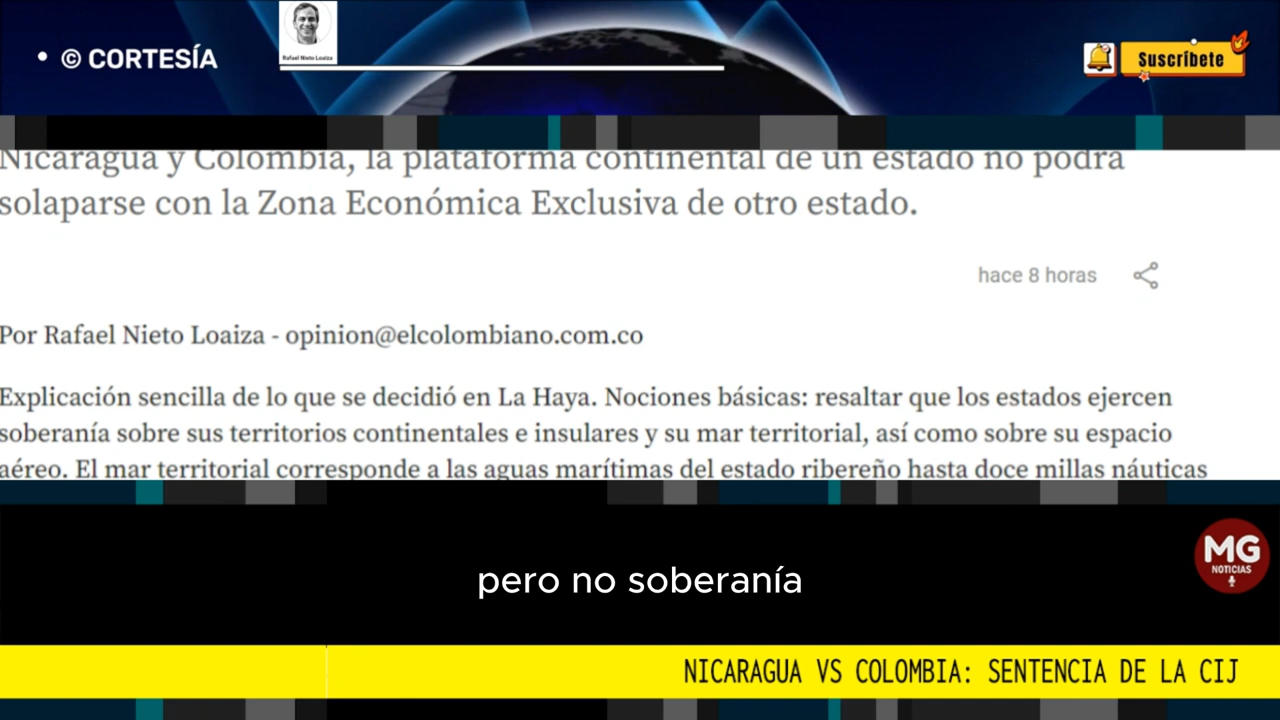 • © CORTESÍA
Rafael Nieto Loaiza
Suscríbete
Nicaragua y Colombia, la plataforma continental de un estado no podrá
solaparse con la Zona Económica Exclusiva de otro estado.
hace 8 horas
Por Rafael Nieto Loaiza - opinion@elcolombiano.com.co
Explicación sencilla de lo que se decidió en La Haya. Nociones básicas: resaltar que los estados ejercen
soberanía sobre sus territorios continentales e insulares y su mar territorial, así como sobre su espacio
aéreo. El mar territorial corresponde a las aguas marítimas del estado ribereño hasta doce millas náuticas
MG
NOTICIAS
pero no soberanía
NICARAGUA VS COLOMBIA: SENTENCIA DE LA CIJ